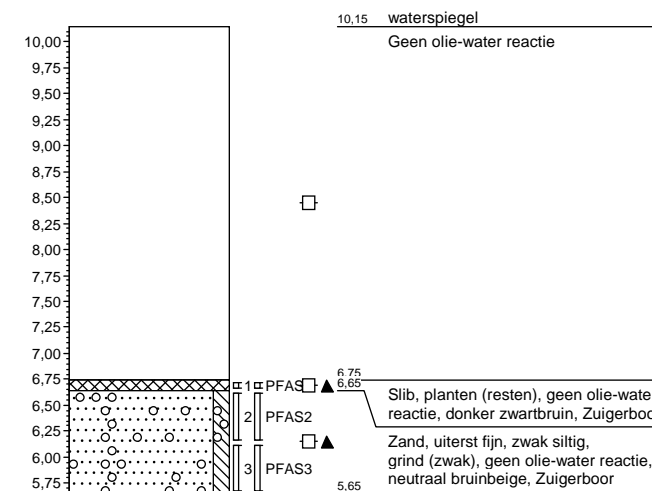 10,15 waterspiegel
10,00
Geen olie-water reactie
9,75
9,50
9,25
9,00
8,75
8,50
8,25
8,00
7,75
7,50
7,25
7,00
6,75
6,75 1 PFAS
6,65
Slib, planten (resten), geen olie-wate
reactie, donker zwartbruin, Zuigerboo
6,50
6,25 2 PFAS2
Zand, uiterst fijn, zwak siltig,
grind (zwak), geen olie-water reactie,
neutraal bruinbeige, Zuigerboor
6,00
3 PFAS3
5,75
5,65